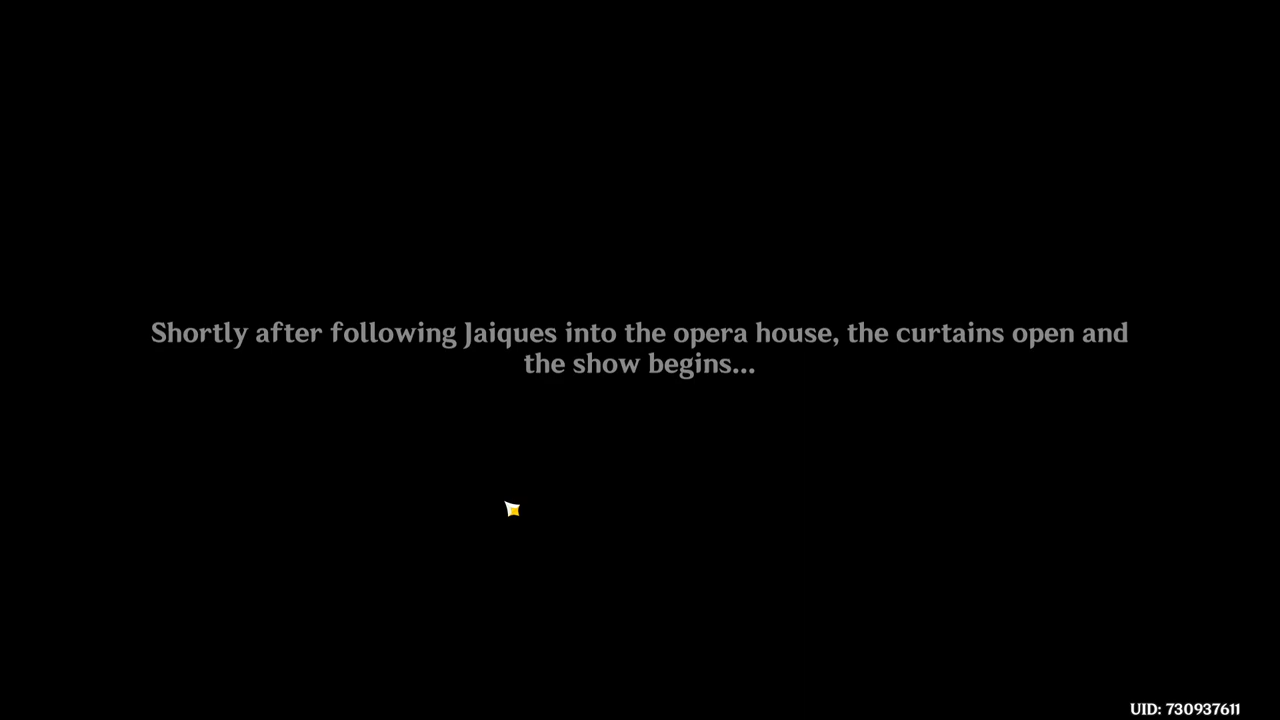 Shortly after following Jaiques into the opera house, the curtains open and
the show begins...
UID: 730937611